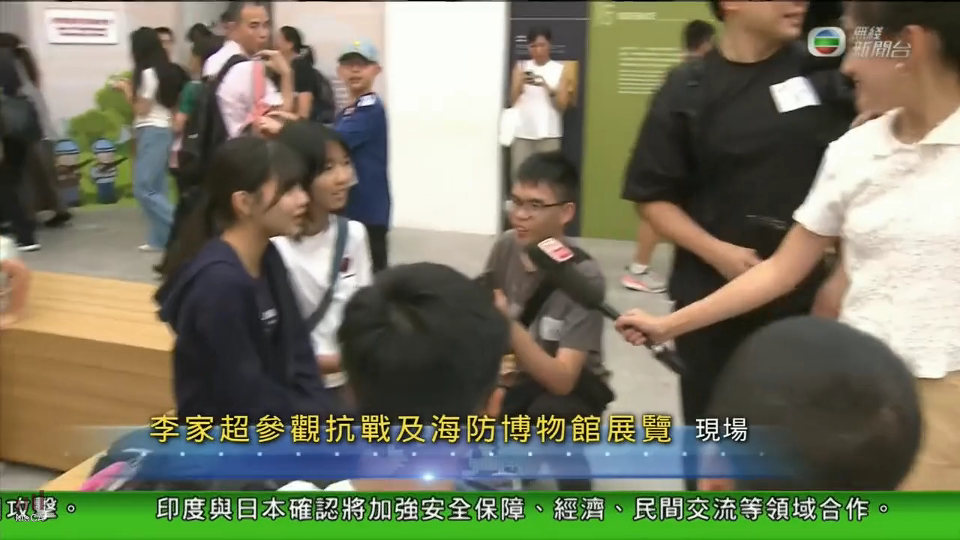 無綫
新聞台
李家超參觀抗戰及海防博物館展覽 現場
攻擊。 印度與日本確認將加強安全保障、經濟、民間交流等領域合作。